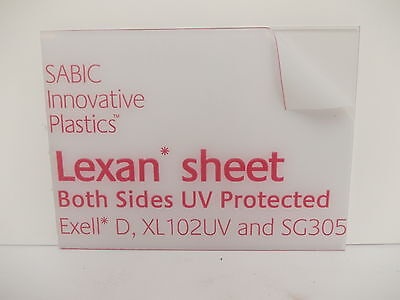 SABIC
Innovative
Plastics™
Lexan* sheet
Both Sides UV Protected
Exell* D, XL102UV and SG305